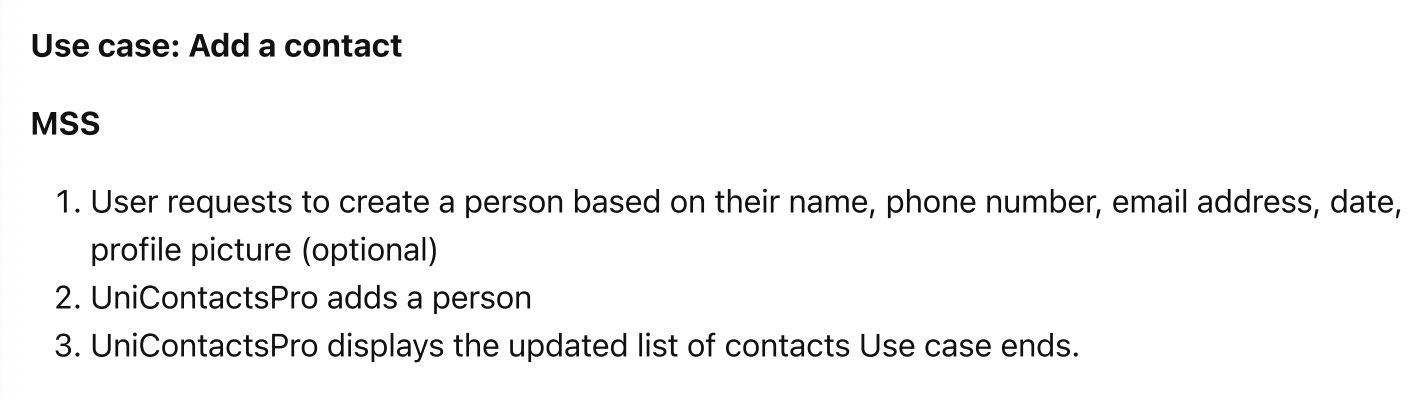 Use case: Add a contact
MSS
1. User requests to create a person based on their name, phone number, email address, date,
profile picture (optional)
2. UniContactsPro adds a person
3. UniContactsPro displays the updated list of contacts Use case ends.